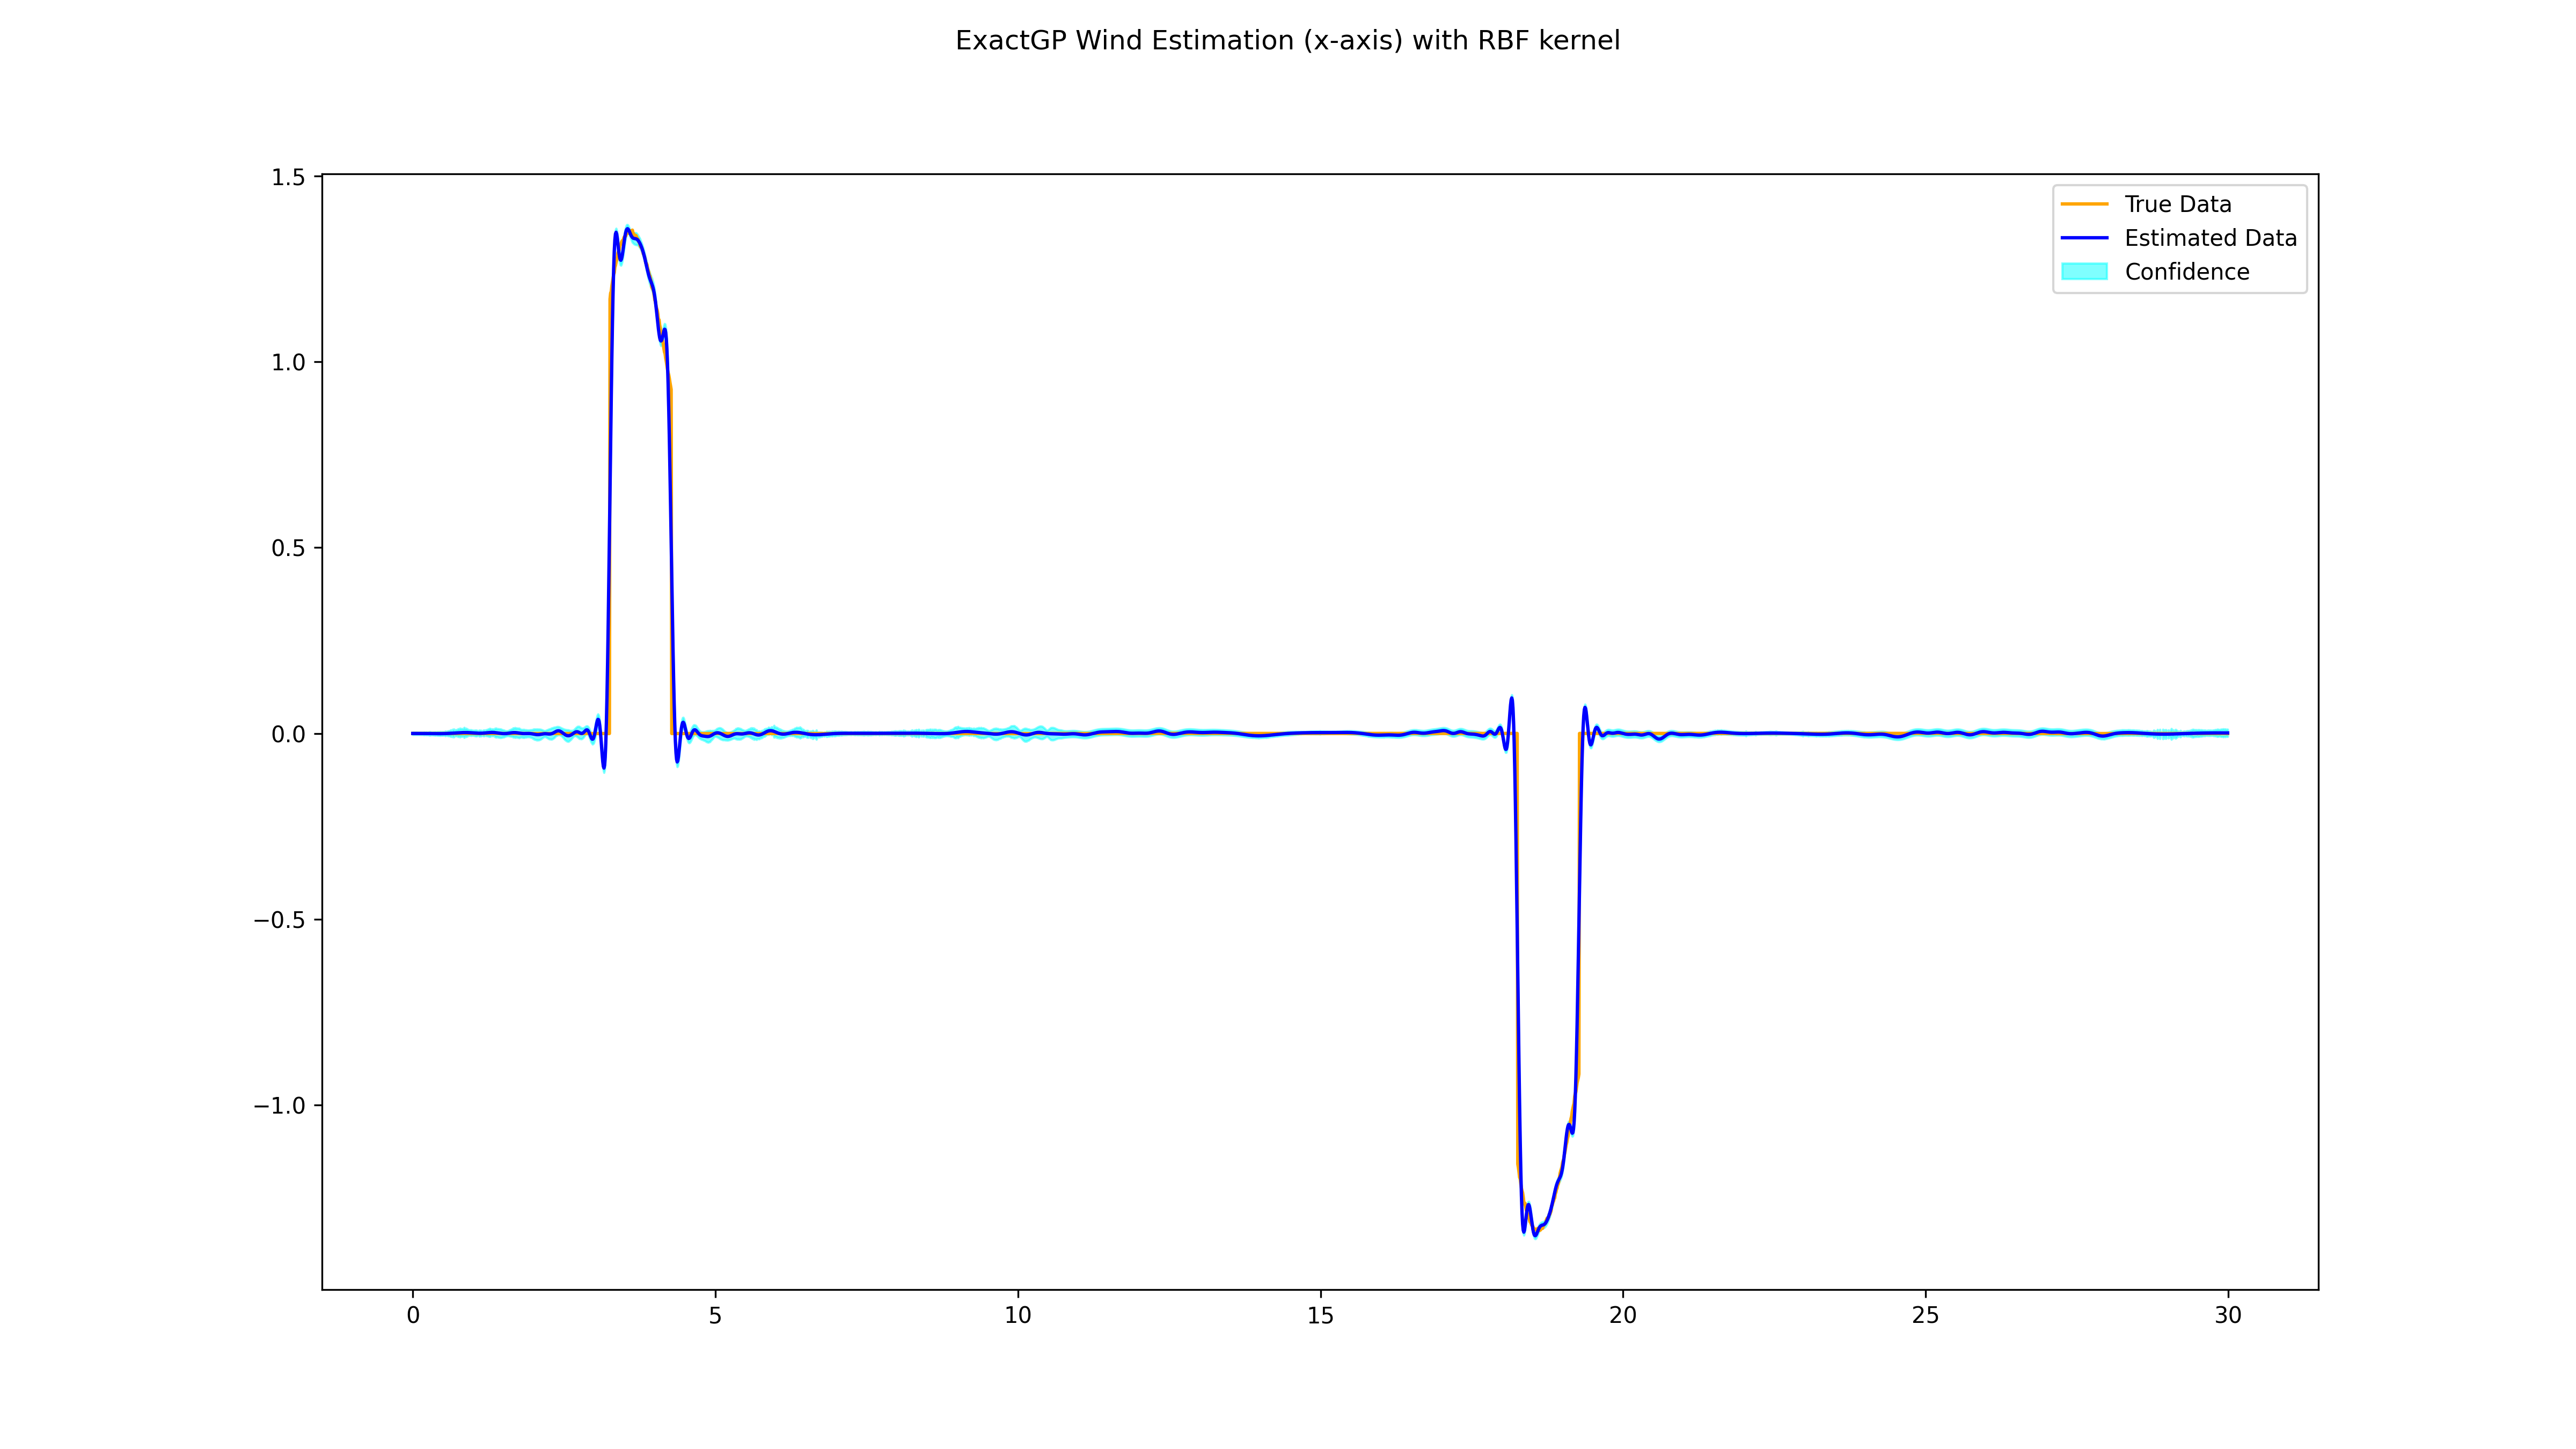 ExactGP Wind Estimation (x-axis) with RBF kernel
True Data
Estimated Data
Confidence
1.5
1.0
0.5
0.0
−0.5
−1.0
0 5 10 15 20 25 30